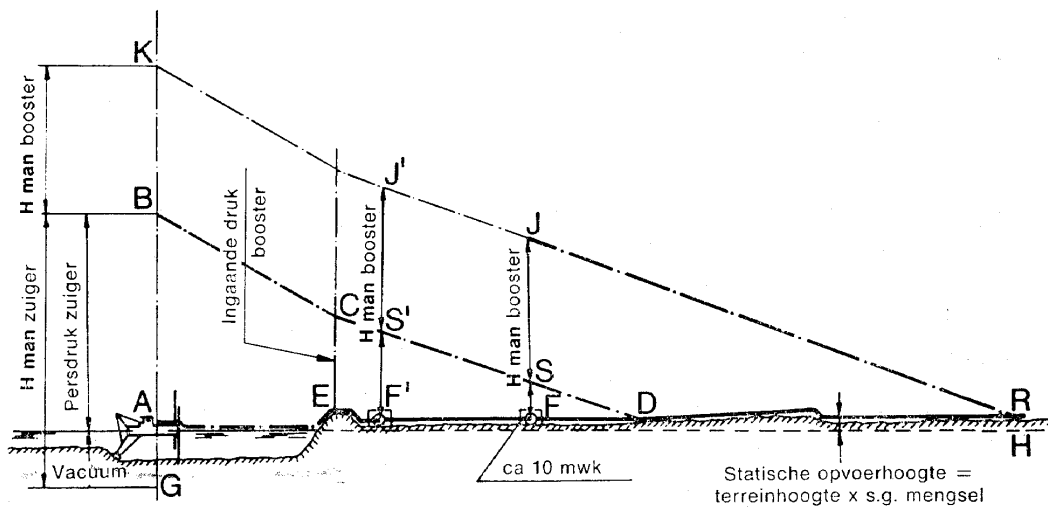 K
H man booster
B
J'
Ingaande druk
booster
J
H man booster
H man booster
H man zuiger
Persdruk zuiger
C
S'
S
A
E
F'
F
D
R
H
Vacuum
G
ca 10 mwk
Statische opvoerhoogte =
terreinhoogte x s.g. mengsel